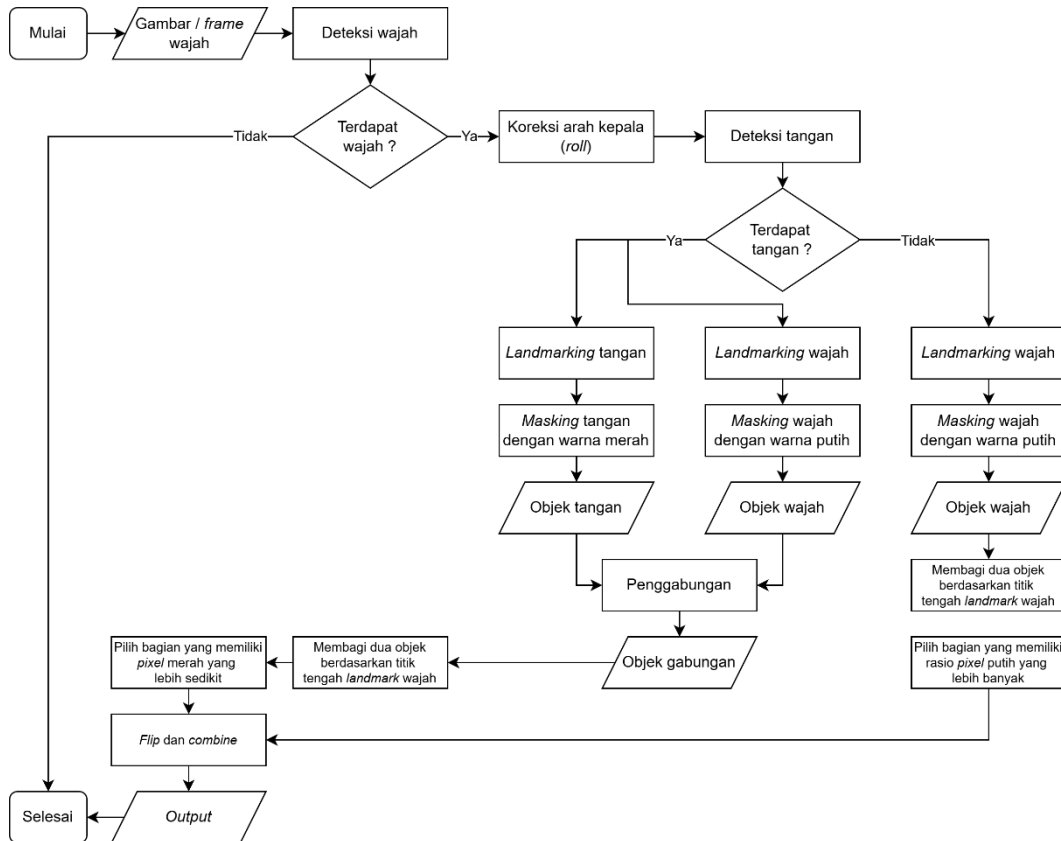 Mulai
Gambar / frame
wajah
Deteksi wajah
Terdapat
wajah ?
Tidak
Ya
Koreksi arah kepala
(roll)
Deteksi tangan
Terdapat
tangan ?
Ya
Tidak
Landmarking tangan
Landmarking wajah
Landmarking wajah
Masking tangan
dengan warna merah
Masking wajah
dengan warna putih
Masking wajah
dengan warna putih
Objek tangan
Objek wajah
Objek wajah
Penggabungan
Membagi dua objek
berdasarkan titik
tengah landmark wajah
Objek gabungan
Membagi dua objek
berdasarkan titik
tengah landmark wajah
Pilih bagian yang memiliki
pixel merah yang
lebih sedikit
Pilih bagian yang memiliki
rasio pixel putih yang
lebih banyak
Flip dan combine
Output
Selesai